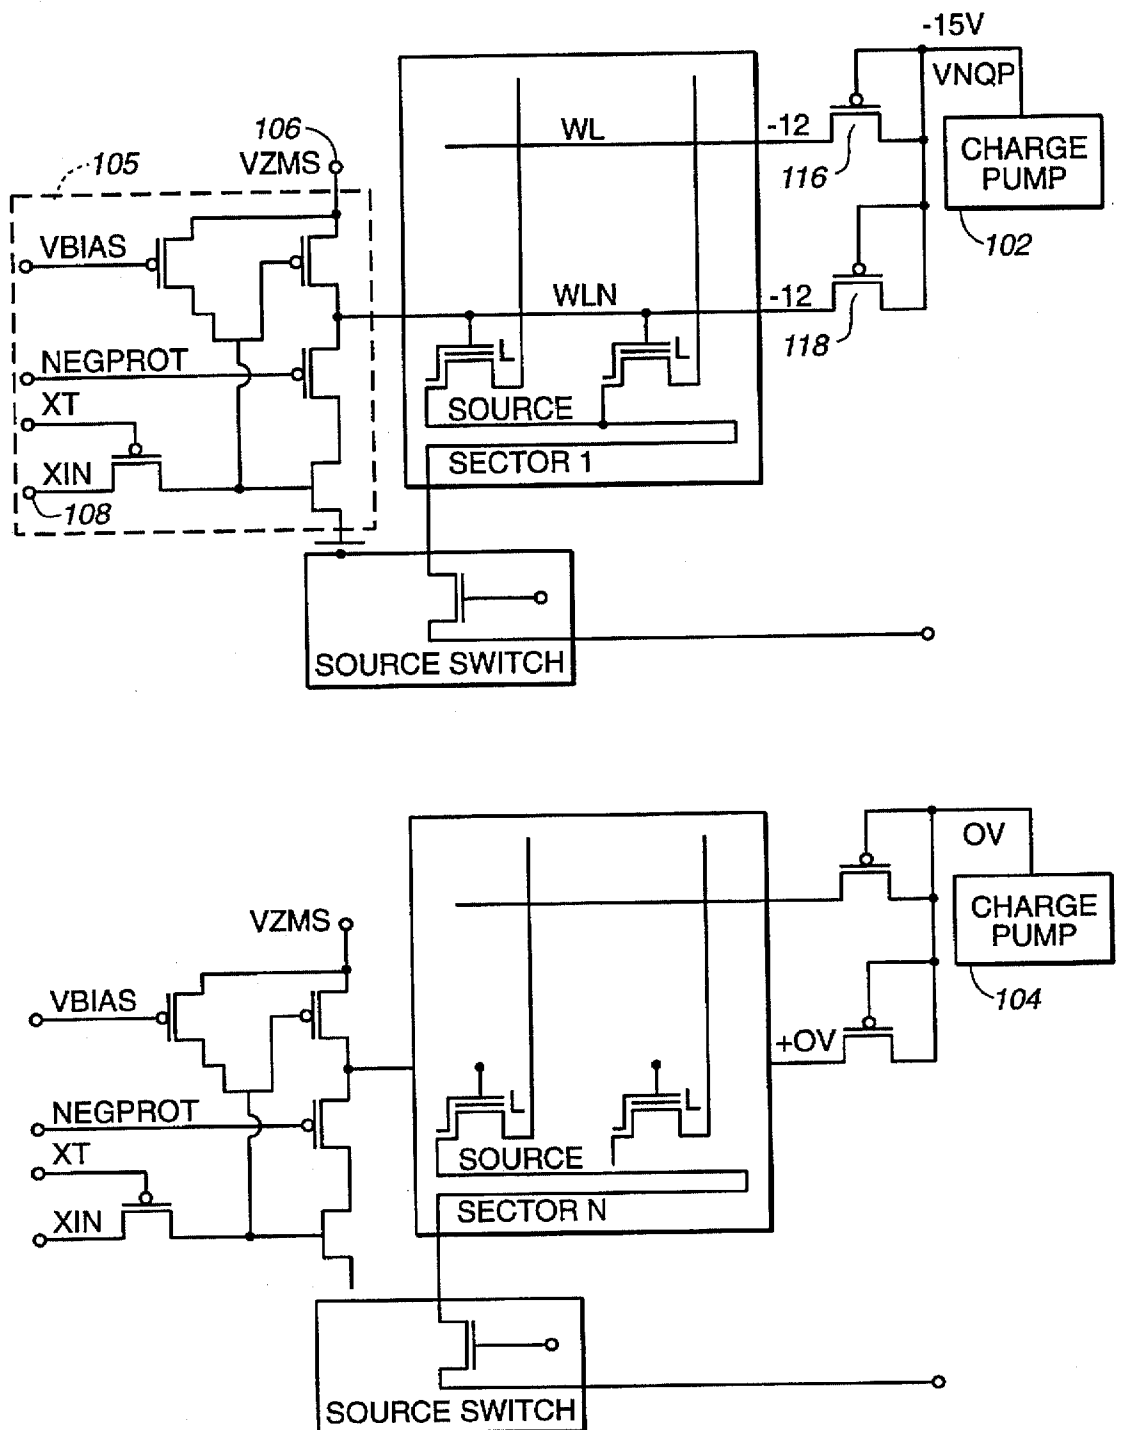 -15V
VNQP
CHARGE
PUMP
102
106
VZMS
105
WL
-12
116
VBIAS
WLN
-12
118
NEGPROT
L
L
XT
SOURCE
XIN
SECTOR 1
108
SOURCE SWITCH
OV
CHARGE
PUMP
104
VZMS
VBIAS
+OV
NEGPROT
L
L
XT
SOURCE
XIN
SECTOR N
SOURCE SWITCH